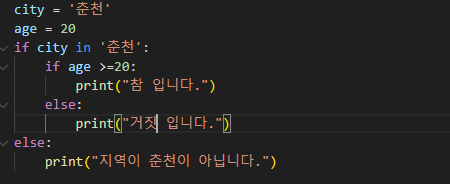 city = '춘천'
age = 20
if city in '춘천':
    if age >=20:
        print("참 입니다.")
    else:
        print("거짓 입니다.")
else:
    print("지역이 춘천이 아닙니다.")